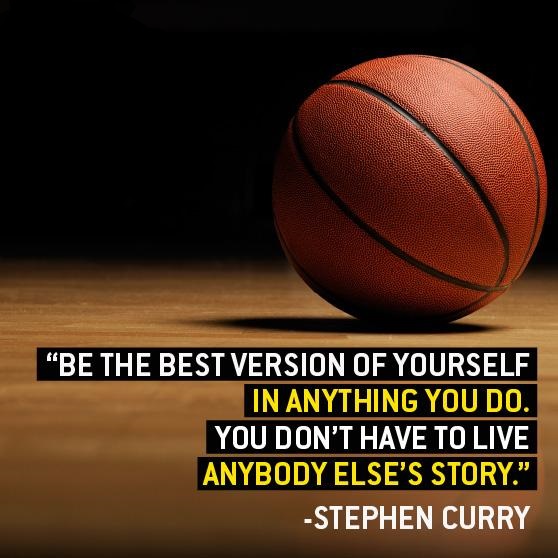 “BE THE BEST VERSION OF YOURSELF
IN ANYTHING YOU DO.
YOU DON’T HAVE TO LIVE
ANYBODY ELSE’S STORY.”
-STEPHEN CURRY